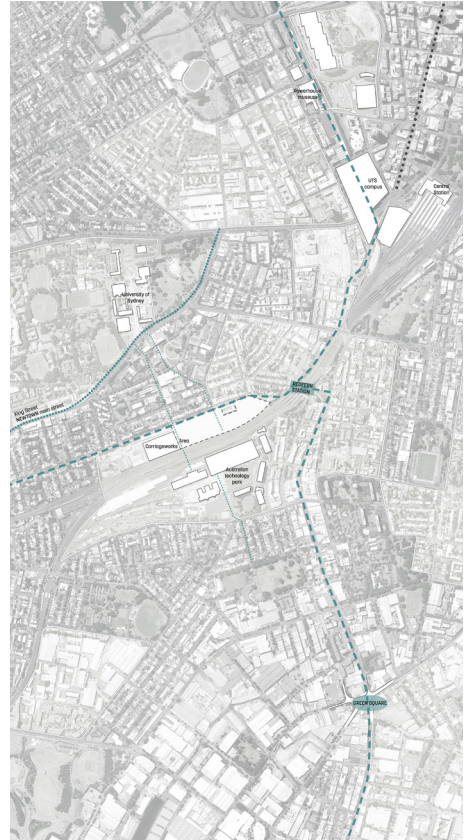 Powerhouse
museum
UTS
campus
Central
Station
University of
Sydney
King Street
NEWTOWN main street
REDFERN
STATION
Carriageworks Area
Australian
technology
park
GREEN SQUARE